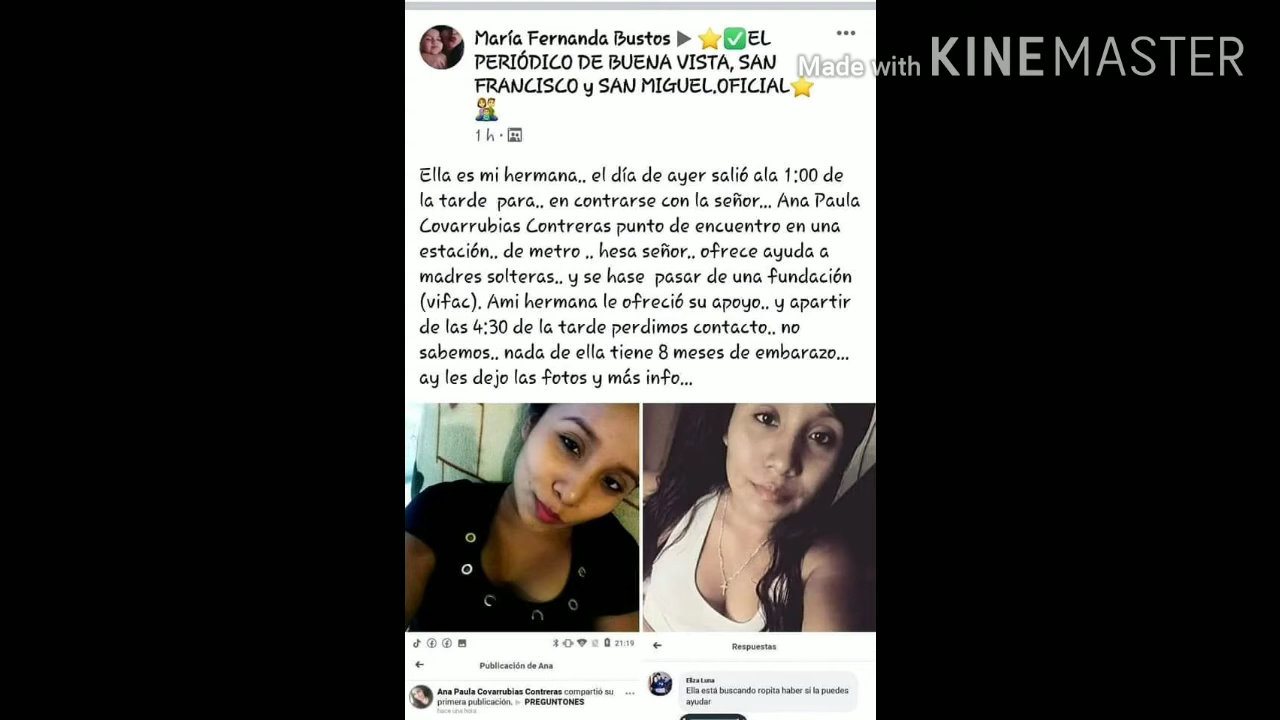 María Fernanda Bustos ▶ ⭐✅EL
PERIÓDICO DE BUENA VISTA, SAN
FRANCISCO y SAN MIGUEL.OFICIAL⭐
1 h ·
Made with KINEMASTER
Ella es mi hermana.. el día de ayer salió ala 1:00 de
la tarde para.. en contrarse con la señor... Ana Paula
Covarrubias Contreras punto de encuentro en una
estación.. de metro .. hesa señor.. ofrece ayuda a
madres solteras.. y se hase pasar de una fundación
(vifac). Ami hermana le ofreció su apoyo.. y apartir
de las 4:30 de la tarde perdimos contacto.. no
sabemos.. nada de ella tiene 8 meses de embarazo...
ay les dejo las fotos y más info...
21:19
Publicación de Ana
Ana Paula Covarrubias Contreras compartió su
primera publicación. ▶ PREGUNTONES
hace una hora
Respuestas
Eliza Luna
Ella está buscando ropita haber si la puedes
ayudar